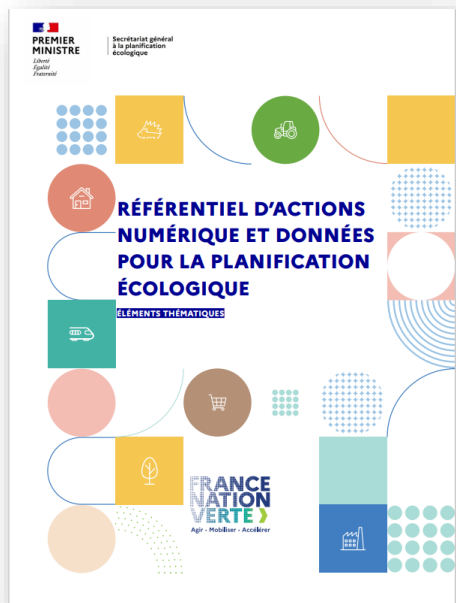 PREMIER
MINISTRE
Liberté
Égalité
Fraternité
Secrétariat général
à la planification
écologique
RÉFÉRENTIEL D'ACTIONS
NUMÉRIQUE ET DONNÉES
POUR LA PLANIFICATION
ÉCOLOGIQUE
ÉLÉMENTS THÉMATIQUES
FRANCE
NATION
VERTE
Agir • Mobiliser • Accélérer